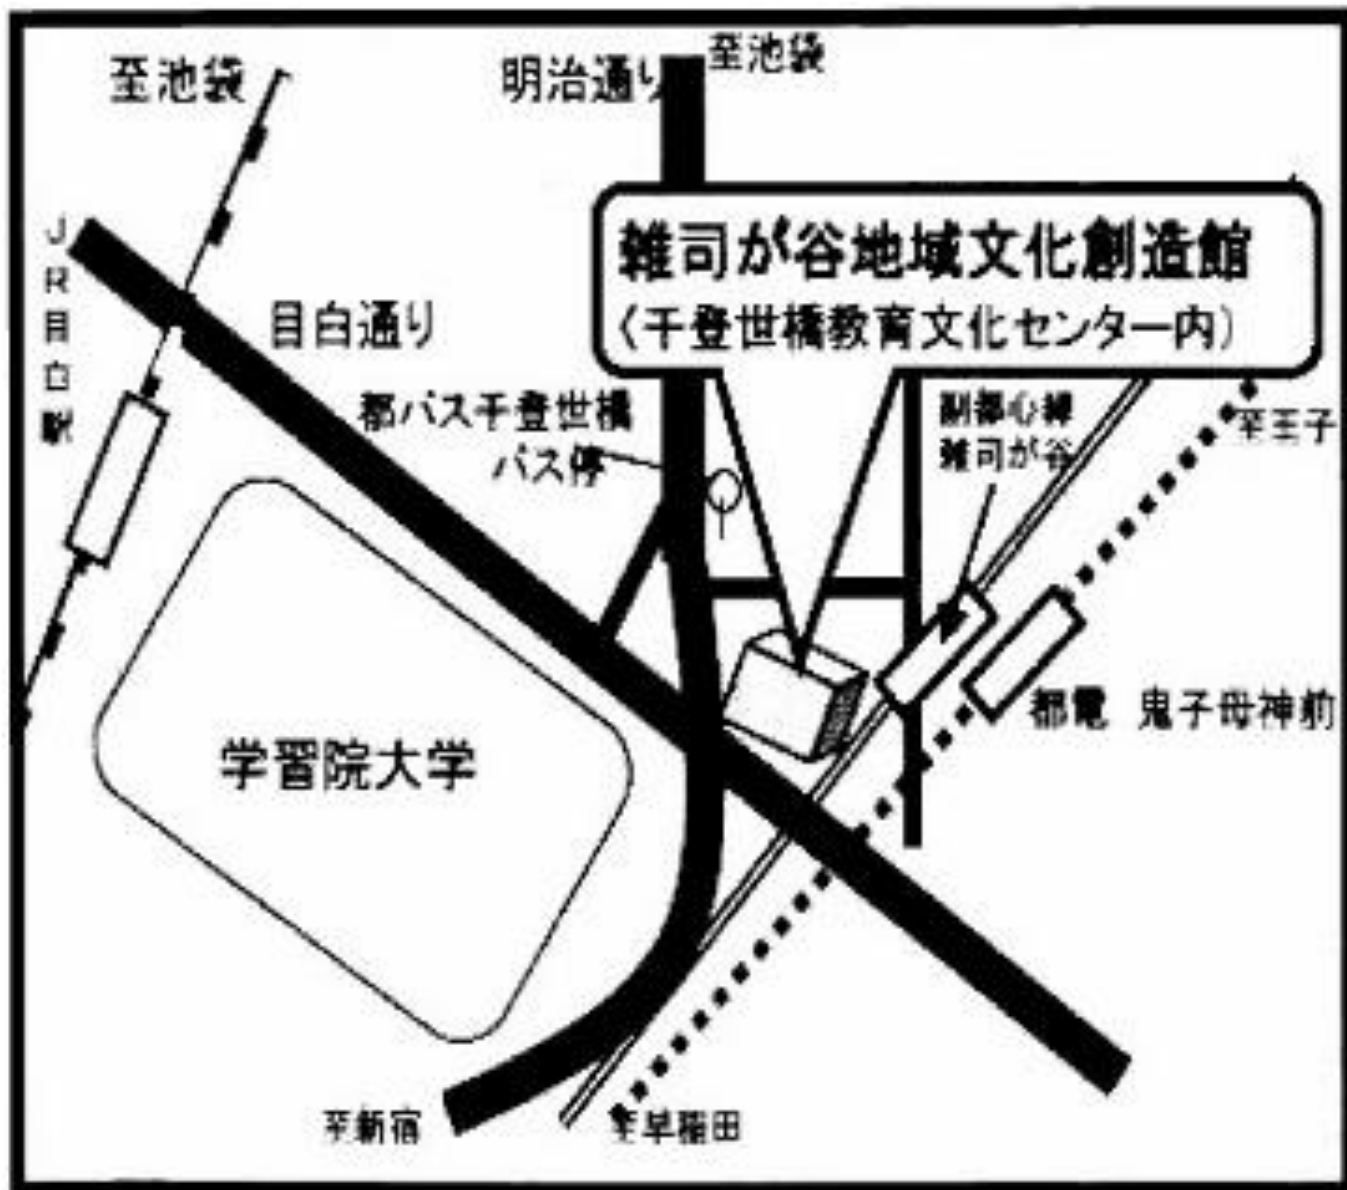 至池袋
明治通り
至池袋
JR目白駅
雑司が谷地域文化創造館
(千登世橋教育文化センター内)
目白通り
都バス千登世橋
バス停
副都心線
雑司が谷
至王子
都電 鬼子母神前
学習院大学
至新宿
至早稲田